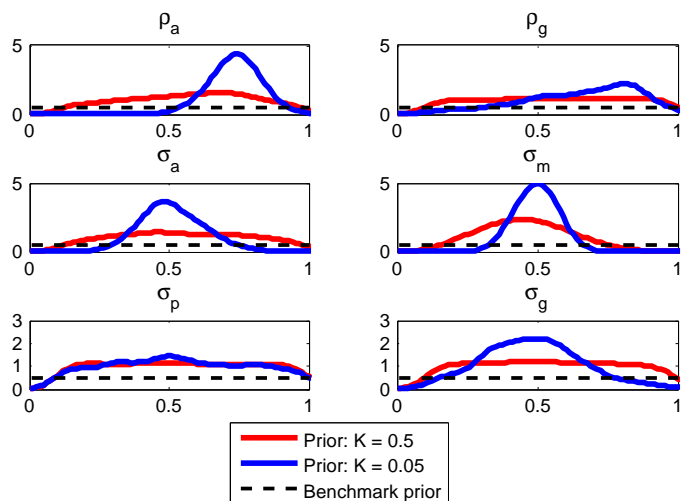 ρa ρg
5 5
0 0
0 0.5 1 0 0.5 1
σa σm
5 5
0 0
0 0.5 1 0 0.5 1
σp σg
3 3
2 2
1 1
0 0
0 0.5 1 0 0.5 1
Prior: K = 0.5
Prior: K = 0.05
Benchmark prior